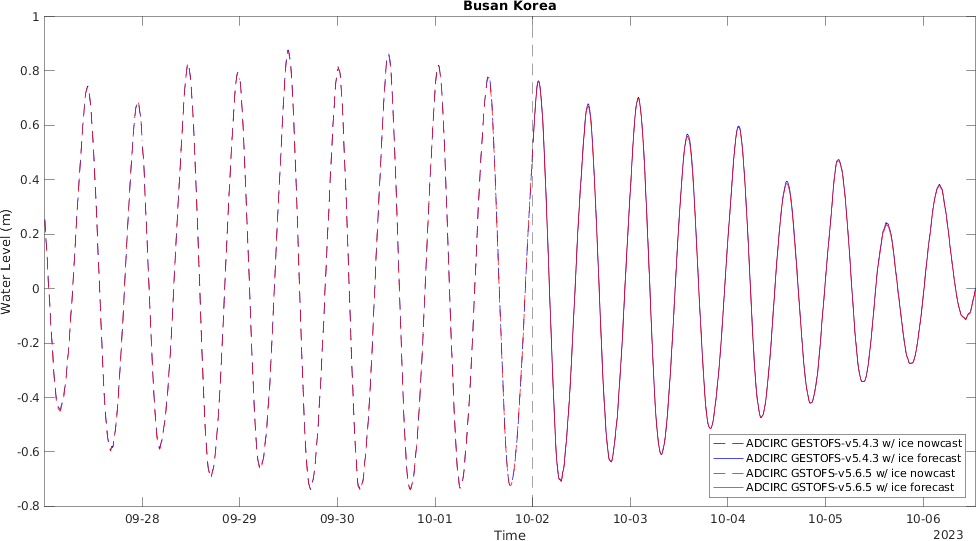 Busan Korea
1
0.8
0.6
0.4
0.2
0
-0.2
-0.4
-0.6
-0.8
Water Level (m)
ADCIRC GESTOFS-v5.4.3 w/ ice nowcast
ADCIRC GESTOFS-v5.4.3 w/ ice forecast
ADCIRC GSTOFS-v5.6.5 w/ ice nowcast
ADCIRC GSTOFS-v5.6.5 w/ ice forecast
09-28 09-29 09-30 10-01 10-02 10-03 10-04 10-05 10-06
Time
2023